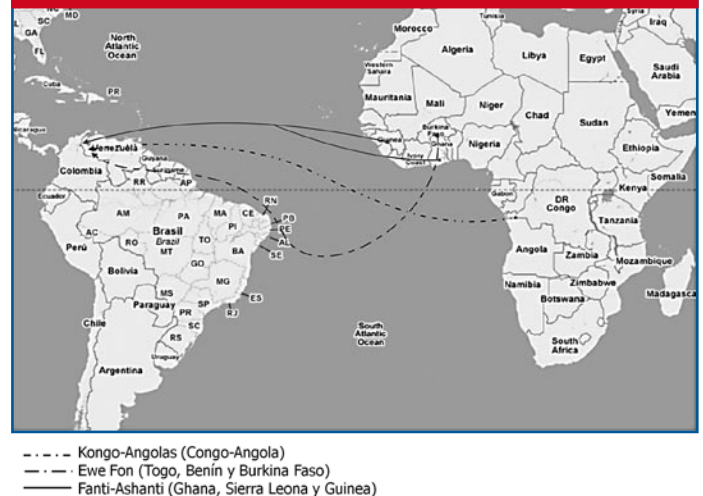 NC
MD
SC
GA
FL
North
Atlantic
Ocean
Cuba
PR
Nicaragua
Venezuela
Guyana
Suriname
Colombia
RR
AP
Ecuador
RN
AM
PA
MA
CE
PB
PI
PE
AC
Brasil
Brazil
TO
AL
RO
MT
BA
SE
Perú
GO
Bolivia
MG
MS
ES
SP
Paraguay
RJ
PR
Chile
SC
RS
Uruguay
Argentina
South
Atlantic
Ocean
Tunisia
Morocco
Iraq
Algeria
Libya
Egypt
Western
Sahara
Saudi
Arabia
Mauritania
Mali
Niger
Chad
Sudan
Yemen
Burkina
Faso
Guinea
Ghana
Nigeria
Ivory
Coast
Ethiopia
Somalia
Gabon
DR
Congo
Kenya
Tanzania
Angola
Zambia
Mozambique
Namibia
Zimbabwe
Botswana
Madagasca
South
Africa
Kongo-Angolas (Congo-Angola)
Ewe Fon (Togo, Benín y Burkina Faso)
Fanti-Ashanti (Ghana, Sierra Leona y Guinea)